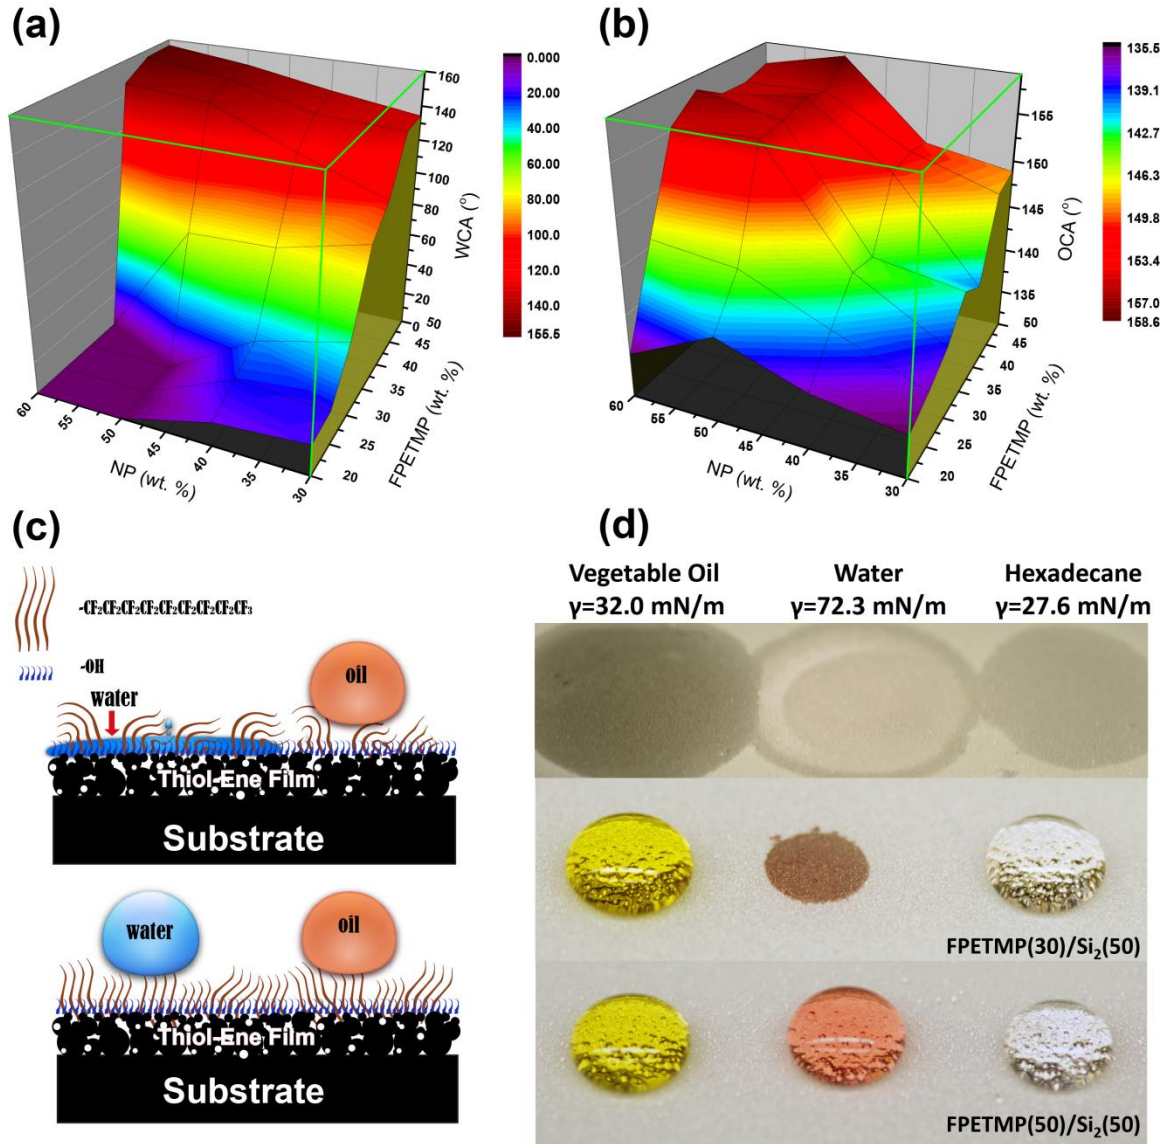 (a)
0.000
20.00
40.00
60.00
80.00
100.0
120.0
140.0
156.6
160
140
120
100
80
60
40
20
0
WCA (°)
50
45
40
35
30
25
20
FPETMP (wt. %)
60
55
50
45
40
35
30
NP (wt. %)
(b)
135.5
139.1
142.7
146.3
149.8
153.4
157.0
158.6
155
150
145
140
135
OCA (°)
50
45
40
35
30
25
20
FPETMP (wt. %)
60
55
50
45
40
35
30
NP (wt. %)
(c)
-CF₂CF₂CF₂CF₂CF₂CF₂CF₂CF₂CF₂CF₃
-OH
water
oil
Thiol-Ene Film
Substrate
water
oil
Thiol-Ene Film
Substrate
(d)
Vegetable Oil
γ=32.0 mN/m
Water
γ=72.3 mN/m
Hexadecane
γ=27.6 mN/m
FPETMP(30)/Si₂(50)
FPETMP(50)/Si₂(50)